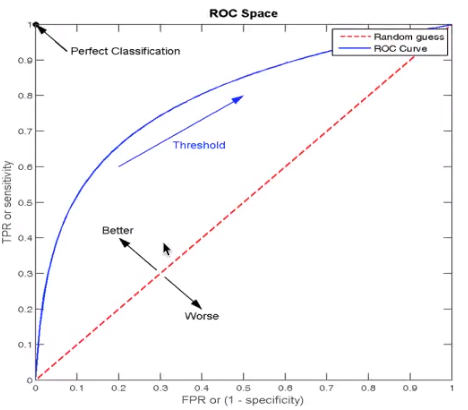 ROC Space
Random guess
ROC Curve
Perfect Classification
Threshold
Better
Worse
TPR or sensitivity
1
0.9
0.8
0.7
0.6
0.5
0.4
0.3
0.2
0.1
0
0 0.1 0.2 0.3 0.4 0.5 0.6 0.7 0.8 0.9 1
FPR or (1 - specificity)